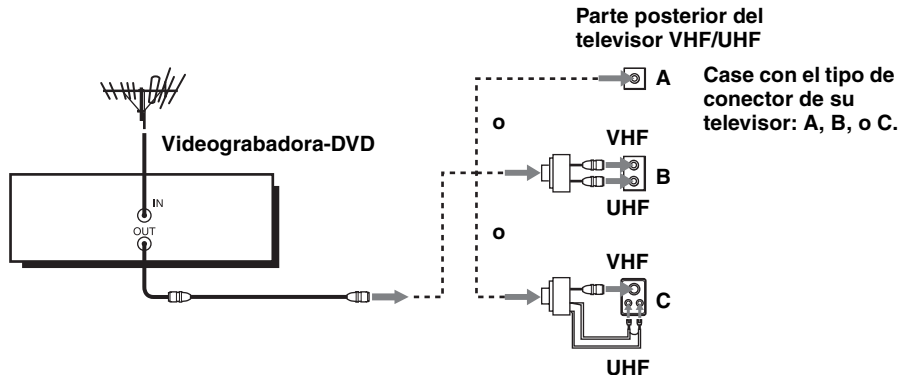 Parte posterior del
televisor VHF/UHF
A
Case con el tipo de
conector de su
televisor: A, B, o C.
o
Videograbadora-DVD
VHF
B
IN
UHF
OUT
o
VHF
C
UHF